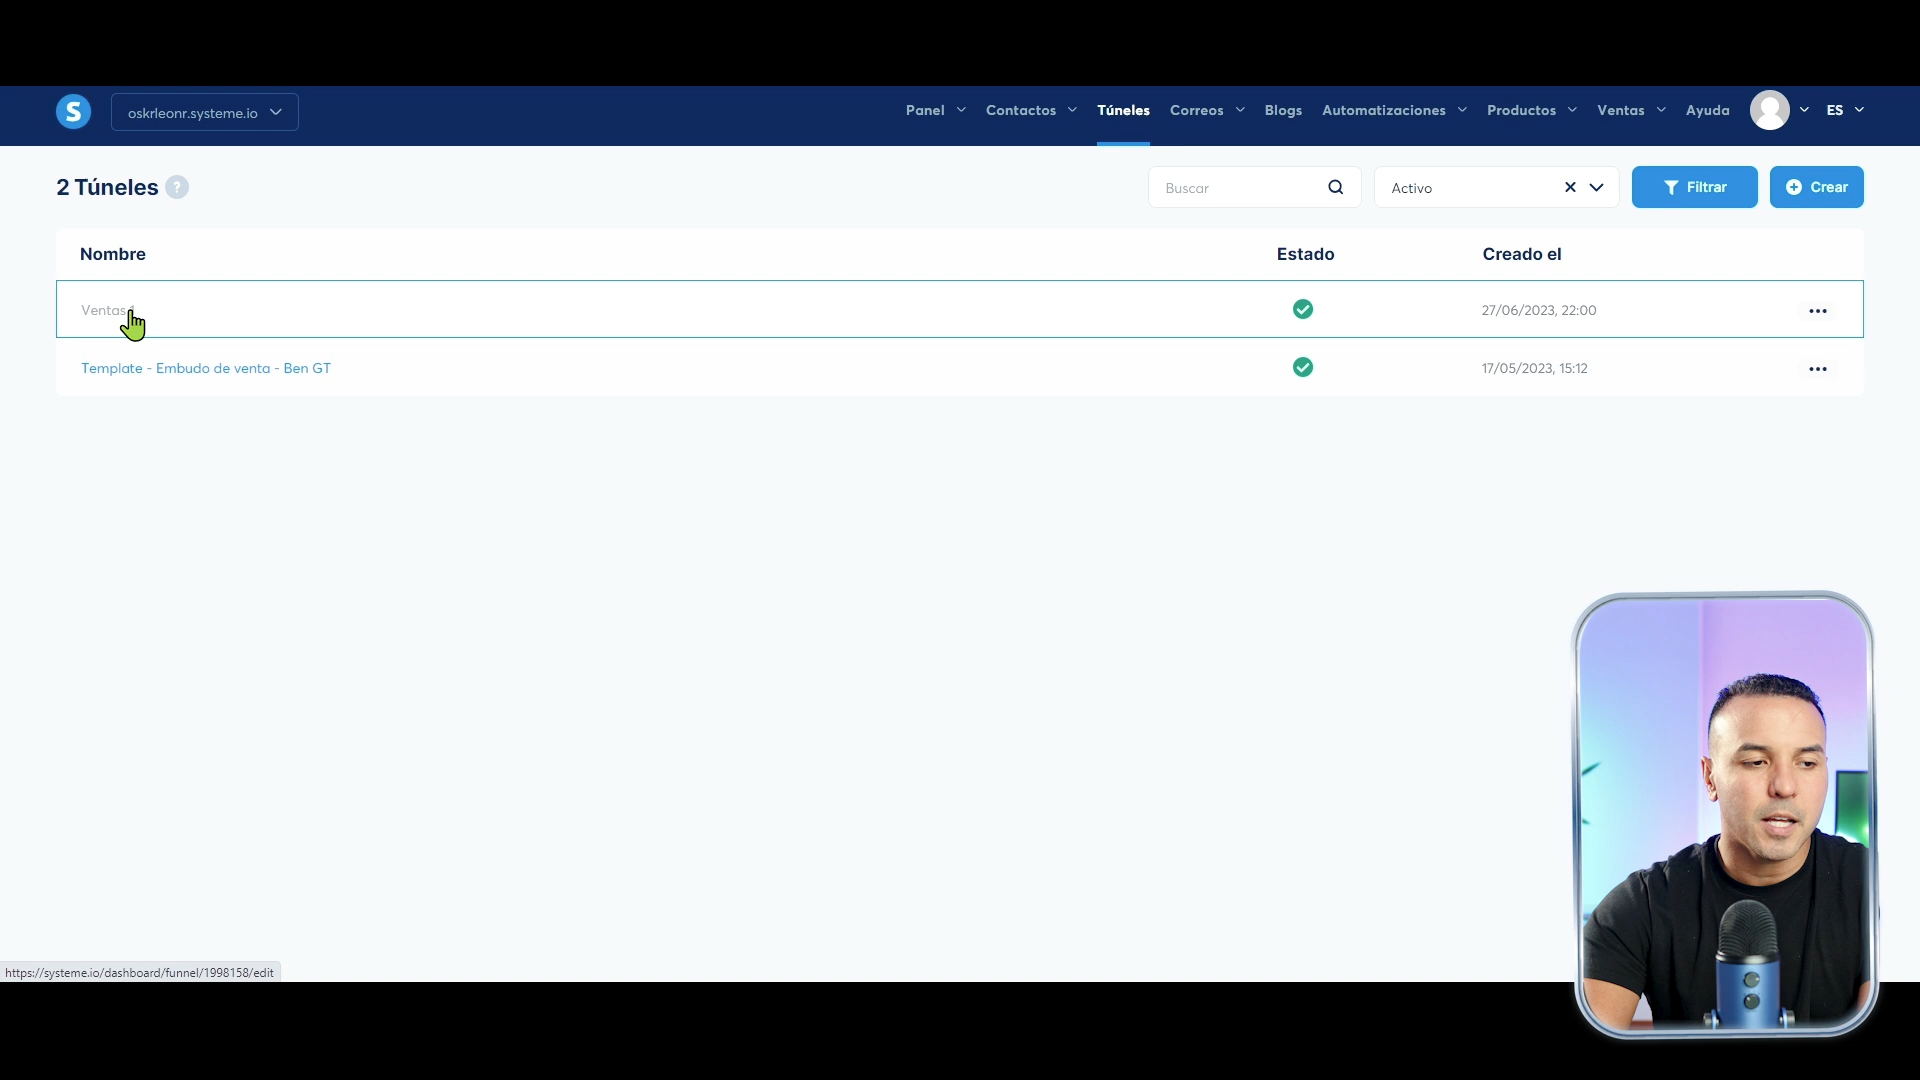 S
oskrleonr.systeme.io
Panel
Contactos
Túneles
Correos
Blogs
Automatizaciones
Productos
Ventas
Ayuda
ES
2 Túneles ?
Buscar
Activo
Filtrar
Crear
Nombre
Estado
Creado el
Ventas 1
27/06/2023, 22:00
Template - Embudo de venta - Ben GT
17/05/2023, 15:12
https://systeme.io/dashboard/funnel/1998158/edit